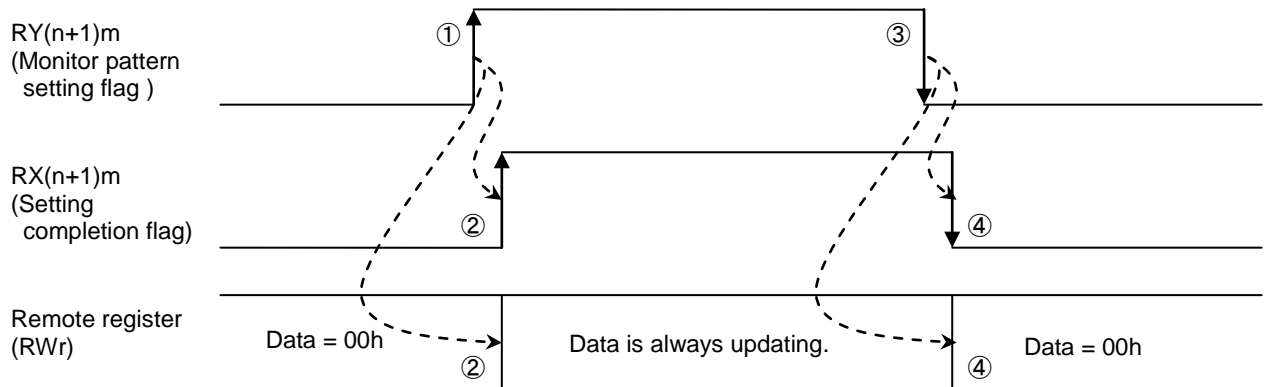 RY(n+1)m
(Monitor pattern
setting flag )
①
③
RX(n+1)m
(Setting
completion flag)
②
④
Remote register
(RWr)
Data = 00h
②
Data is always updating.
④
Data = 00h